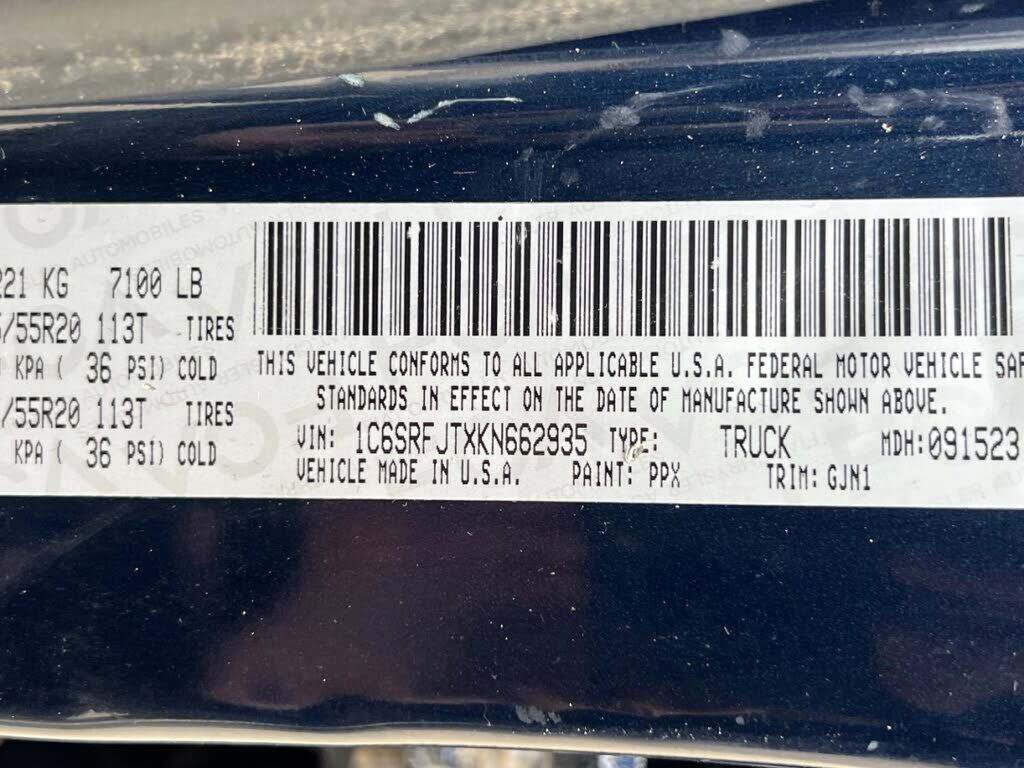 221 KG 7100 LB
/55R20 113T TIRES
KPA ( 36 PSI) COLD
/55R20 113T TIRES
KPA ( 36 PSI) COLD
THIS VEHICLE CONFORMS TO ALL APPLICABLE U.S.A. FEDERAL MOTOR VEHICLE SAF
STANDARDS IN EFFECT ON THE DATE OF MANUFACTURE SHOWN ABOVE.
VIN: 1C6SRFJTXKN662935 TYPE: TRUCK MDH:091523
VEHICLE MADE IN U.S.A. PAINT: PPX TRIM: GJN1